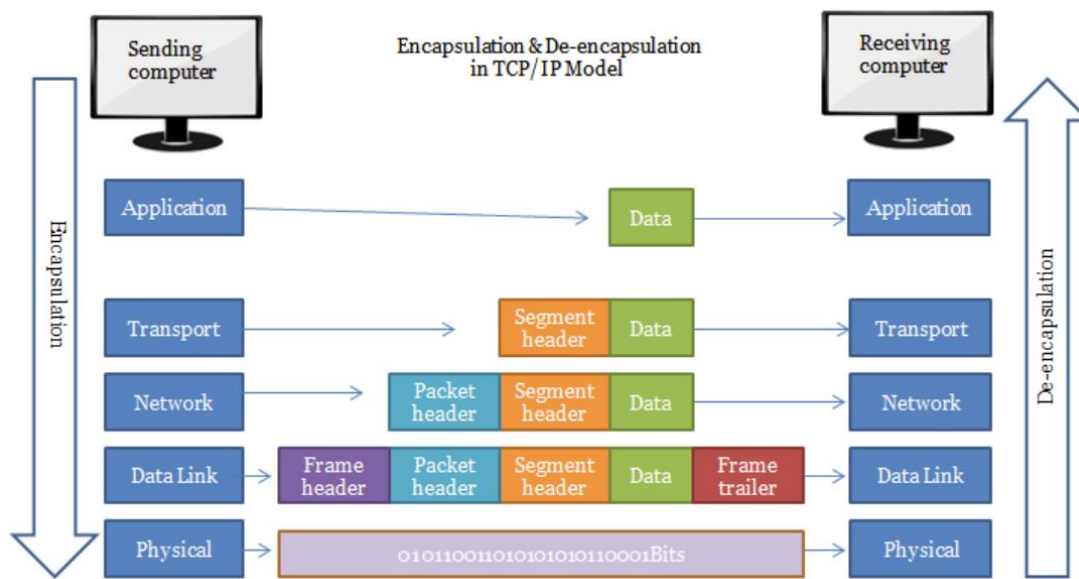 Sending
computer
Encapsulation & De-encapsulation
in TCP/IP Model
Receiving
computer
Encapsulation
De-encapsulation
Application
Data
Application
Transport
Segment
header
Data
Transport
Network
Packet
header
Segment
header
Data
Network
Data Link
Frame
header
Packet
header
Segment
header
Data
Frame
trailer
Data Link
Physical
010110011010101010110001Bits
Physical